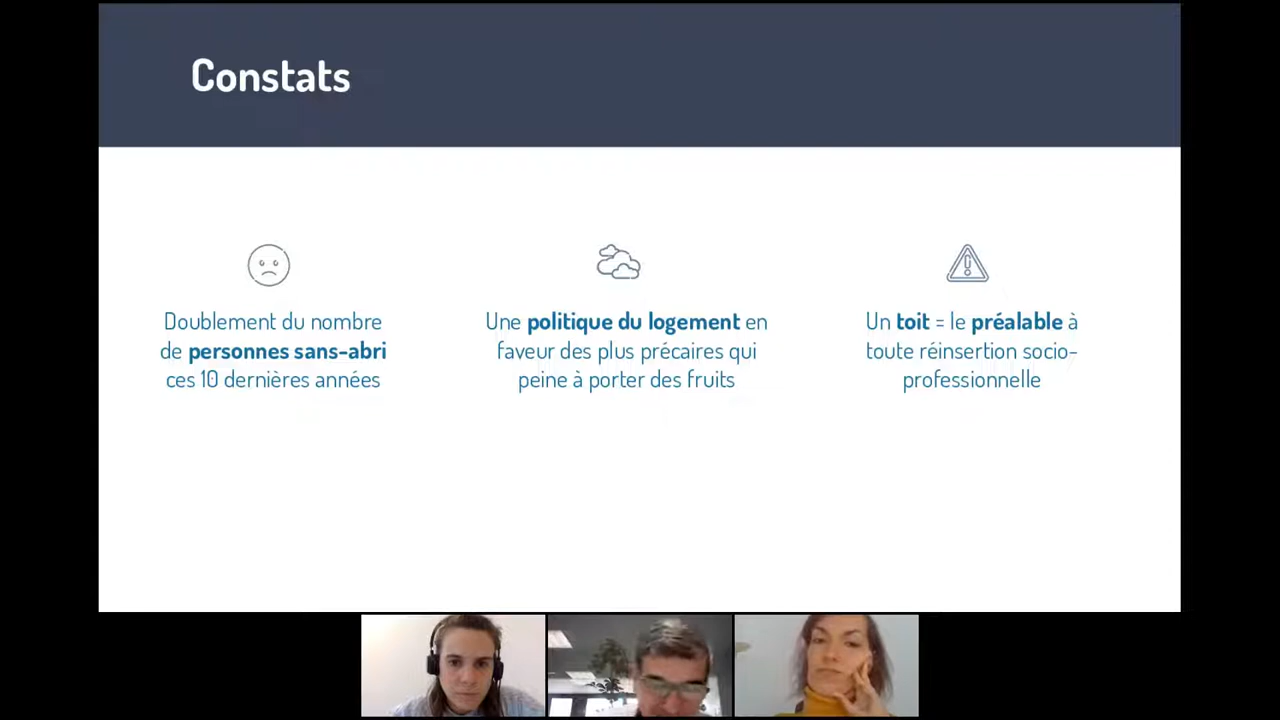 Constats
Doublement du nombre
de personnes sans-abri
ces 10 dernières années
Une politique du logement en
faveur des plus précaires qui
peine à porter des fruits
Un toit = le préalable à
toute réinsertion socio-
professionnelle